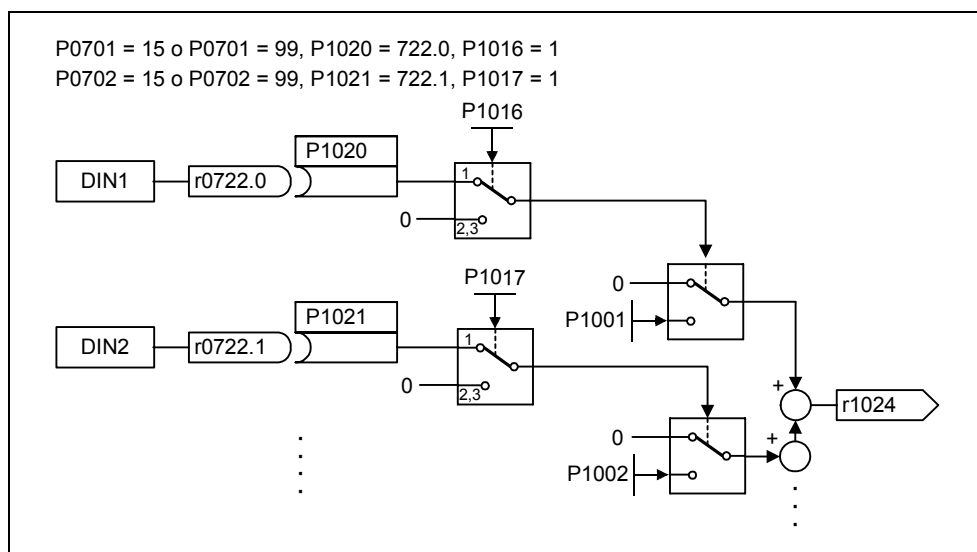 P0701 = 15 o P0701 = 99, P1020 = 722.0, P1016 = 1
P0702 = 15 o P0702 = 99, P1021 = 722.1, P1017 = 1
P1016
P1020
DIN1
r0722.0
1
0
2,3
P1017
0
P1021
P1001
DIN2
r0722.1
1
0
2,3
+
r1024
0
+
P1002